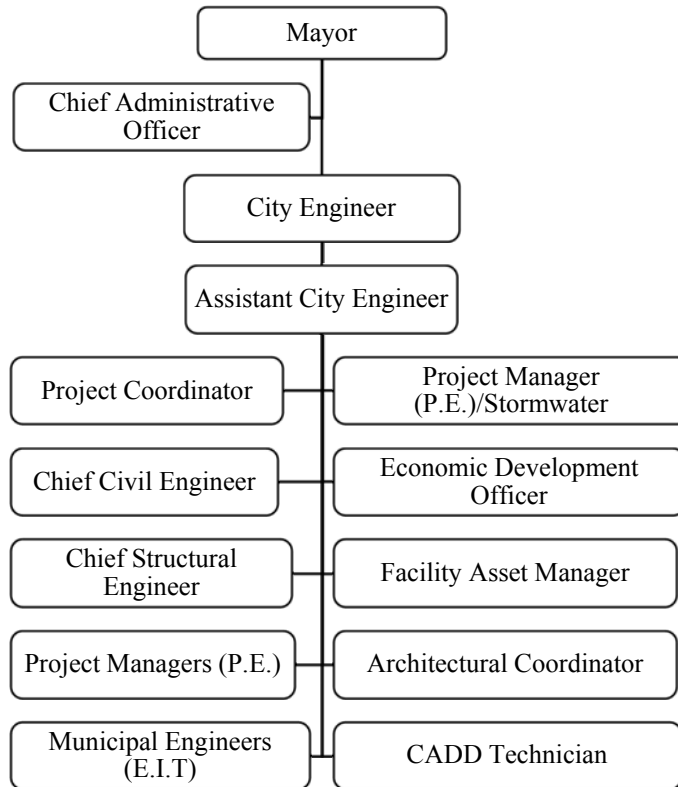 Mayor
Chief Administrative
Officer
City Engineer
Assistant City Engineer
Project Coordinator
Project Manager
(P.E.)/Stormwater
Chief Civil Engineer
Economic Development
Officer
Chief Structural
Engineer
Facility Asset Manager
Project Managers (P.E.)
Architectural Coordinator
Municipal Engineers
(E.I.T)
CADD Technician